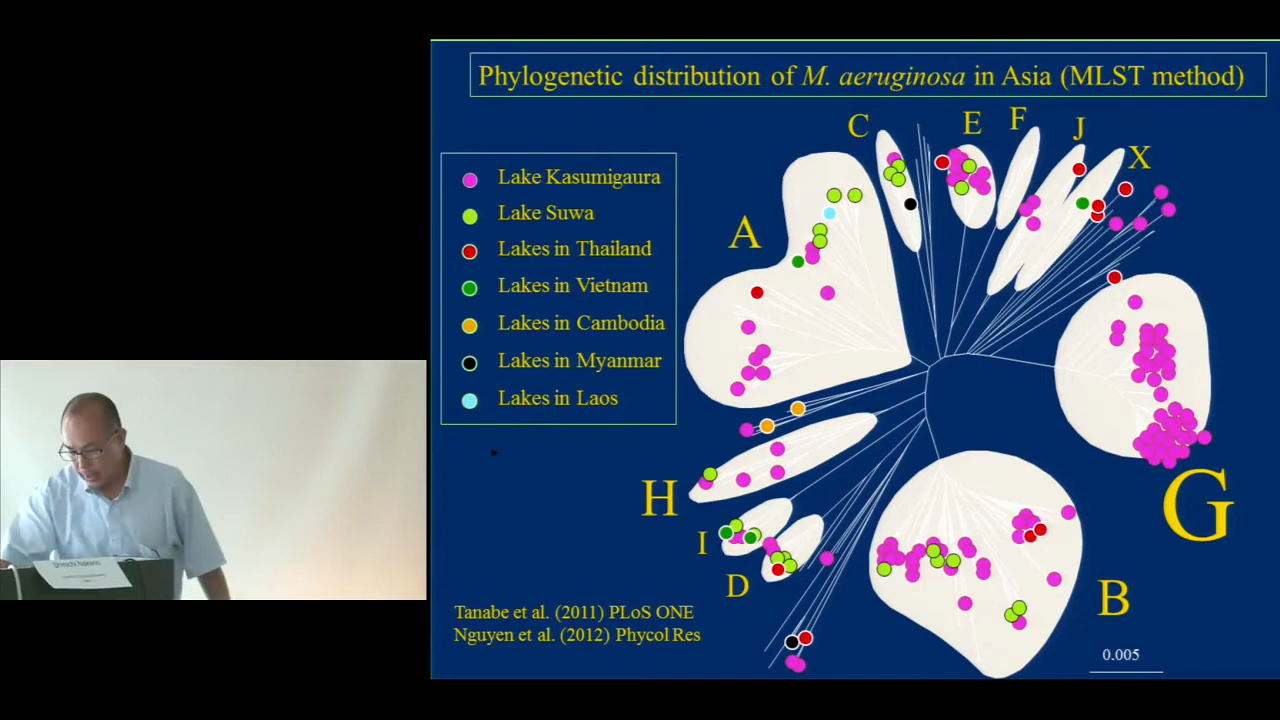 Phylogenetic distribution of M. aeruginosa in Asia (MLST method)
Lake Kasumigaura
Lake Suwa
Lakes in Thailand
Lakes in Vietnam
Lakes in Cambodia
Lakes in Myanmar
Lakes in Laos
A
C
E
F
J
X
G
H
I
D
B
Tanabe et al. (2011) PLoS ONE
Nguyen et al. (2012) Phycol Res
0.005